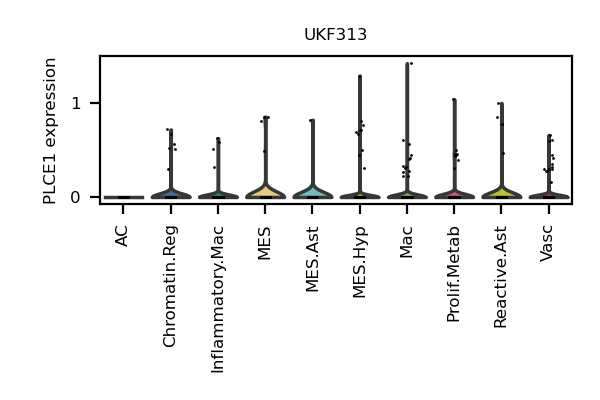 UKF313
PLCE1 expression
1
0
AC
Chromatin.Reg
Inflammatory.Mac
MES
MES.Ast
MES.Hyp
Mac
Prolif.Metab
Reactive.Ast
Vasc